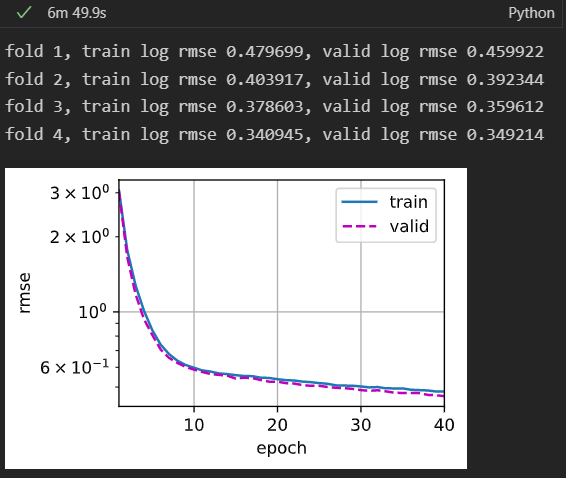 6m 49.9s
Python
fold 1, train log rmse 0.479699, valid log rmse 0.459922
fold 2, train log rmse 0.403917, valid log rmse 0.392344
fold 3, train log rmse 0.378603, valid log rmse 0.359612
fold 4, train log rmse 0.340945, valid log rmse 0.349214
3 × 10⁰
train
valid
2 × 10⁰
rmse
10⁰
6 × 10⁻¹
10
20
30
40
epoch